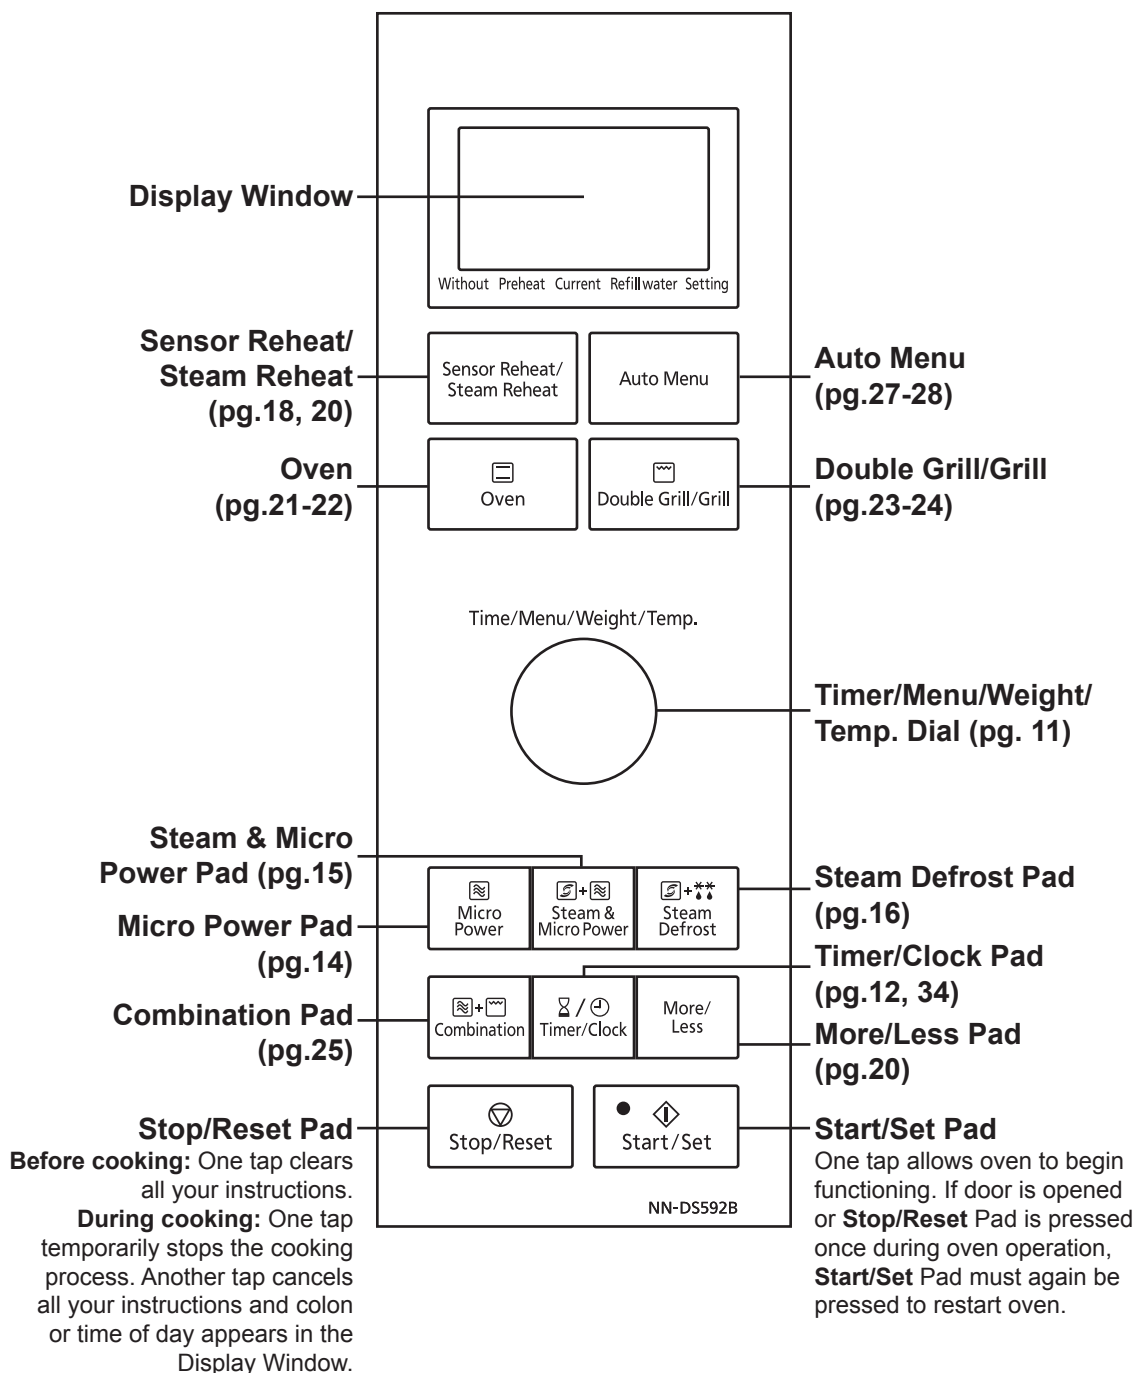 Display Window
Without Preheat Current Refill water Setting
Sensor Reheat/
Steam Reheat
(pg.18, 20)
Sensor Reheat/
Steam Reheat
Auto Menu
Auto Menu
(pg.27-28)
Oven
(pg.21-22)
Oven
Double Grill/Grill
Double Grill/Grill
(pg.23-24)
Time/Menu/Weight/Temp.
Timer/Menu/Weight/
Temp. Dial (pg. 11)
Steam & Micro
Power Pad (pg.15)
Micro Power Pad
(pg.14)
Micro
Power
Steam &
Micro Power
Steam
Defrost
Steam Defrost Pad
(pg.16)
Timer/Clock Pad
(pg.12, 34)
Combination Pad
(pg.25)
Combination
Timer/Clock
More/
Less
More/Less Pad
(pg.20)
Stop/Reset Pad
Before cooking: One tap clears
all your instructions.
During cooking: One tap
temporarily stops the cooking
process. Another tap cancels
all your instructions and colon
or time of day appears in the
Display Window.
Stop/Reset
Start/Set
NN-DS592B
Start/Set Pad
One tap allows oven to begin
functioning. If door is opened
or Stop/Reset Pad is pressed
once during oven operation,
Start/Set Pad must again be
pressed to restart oven.